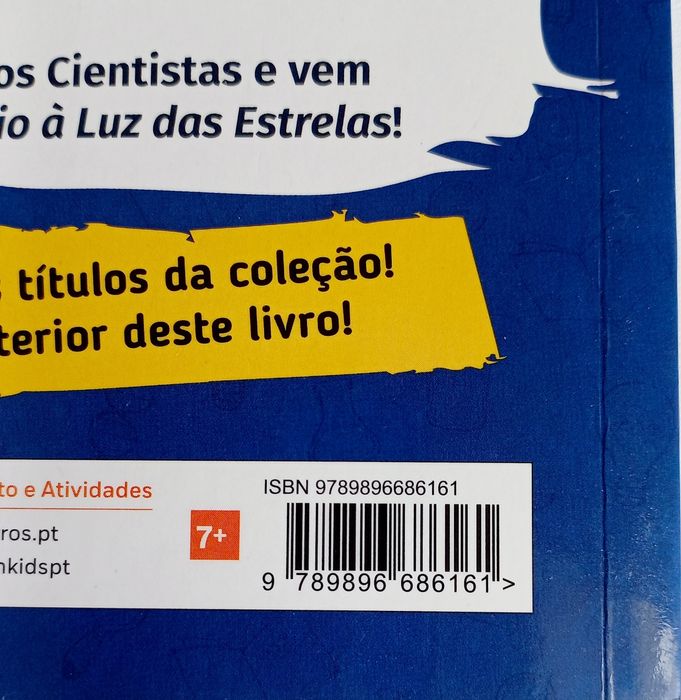 os Cientistas e vem
io à Luz das Estrelas!
s títulos da coleção!
terior deste livro!
to e Atividades
ros.pt
nkidspt
7+
ISBN 9789896686161
9 789896 686161 >